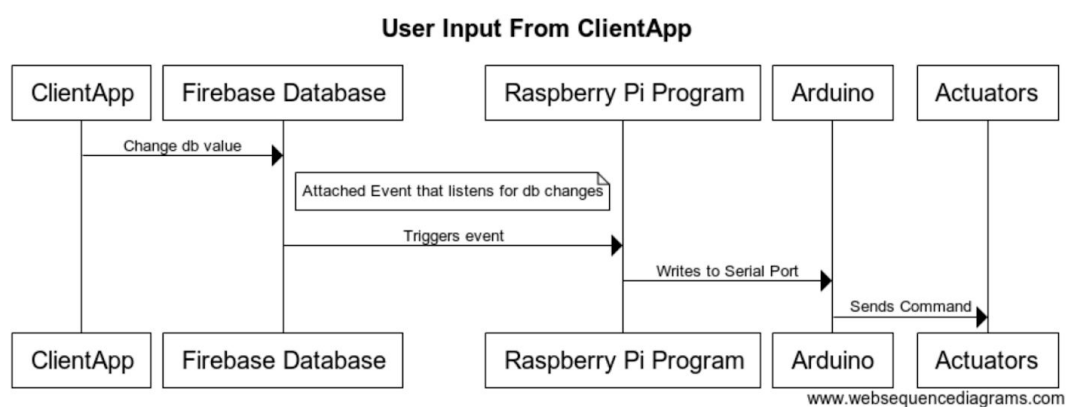 User Input From ClientApp
ClientApp
Firebase Database
Raspberry Pi Program
Arduino
Actuators
Change db value
Attached Event that listens for db changes
Triggers event
Writes to Serial Port
Sends Command
ClientApp
Firebase Database
Raspberry Pi Program
Arduino
Actuators
www.websequencediagrams.com